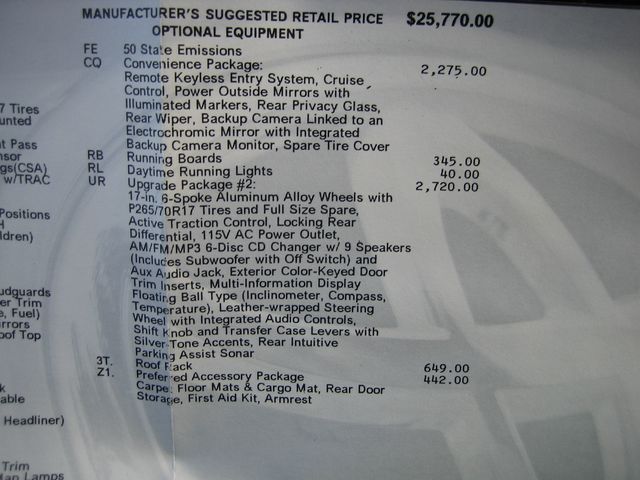 MANUFACTURER'S SUGGESTED RETAIL PRICE $25,770.00
OPTIONAL EQUIPMENT
FE 50 State Emissions
CQ Convenience Package: 2,275.00
Remote Keyless Entry System, Cruise
Control, Power Outside Mirrors with
7 Tires Illuminated Markers, Rear Privacy Glass,
unted Rear Wiper, Backup Camera Linked to an
Electrochromic Mirror with Integrated
t Pass Backup Camera Monitor, Spare Tire Cover
nsor RB Running Boards 345.00
gs(CSA) RL Daytime Running Lights 40.00
w/TRAC UR Upgrade Package #2: 2,720.00
17-in. 6-Spoke Aluminum Alloy Wheels with
Positions P265/70R17 Tires and Full Size Spare,
H Active Traction Control, Locking Rear
ldren) Differential, 115V AC Power Outlet,
AM/FM/MP3 6-Disc CD Changer w/ 9 Speakers
(Includes Subwoofer with Off Switch) and
Aux Audio Jack, Exterior Color-Keyed Door
udguards Trim Inserts, Multi-Information Display
er Trim Floating Ball Type (Inclinometer, Compass,
e, Fuel) Temperature), Leather-wrapped Steering
rrors Wheel with Integrated Audio Controls,
oof Top Shift Knob and Transfer Case Levers with
Silver-Tone Accents, Rear Intuitive
Parking Assist Sonar
3T. Roof Rack 649.00
Z1. Preferred Accessory Package 442.00
k Carpet Floor Mats & Cargo Mat, Rear Door
able Storage, First Aid Kit, Armrest
Headliner)
Trim
Map Lamps